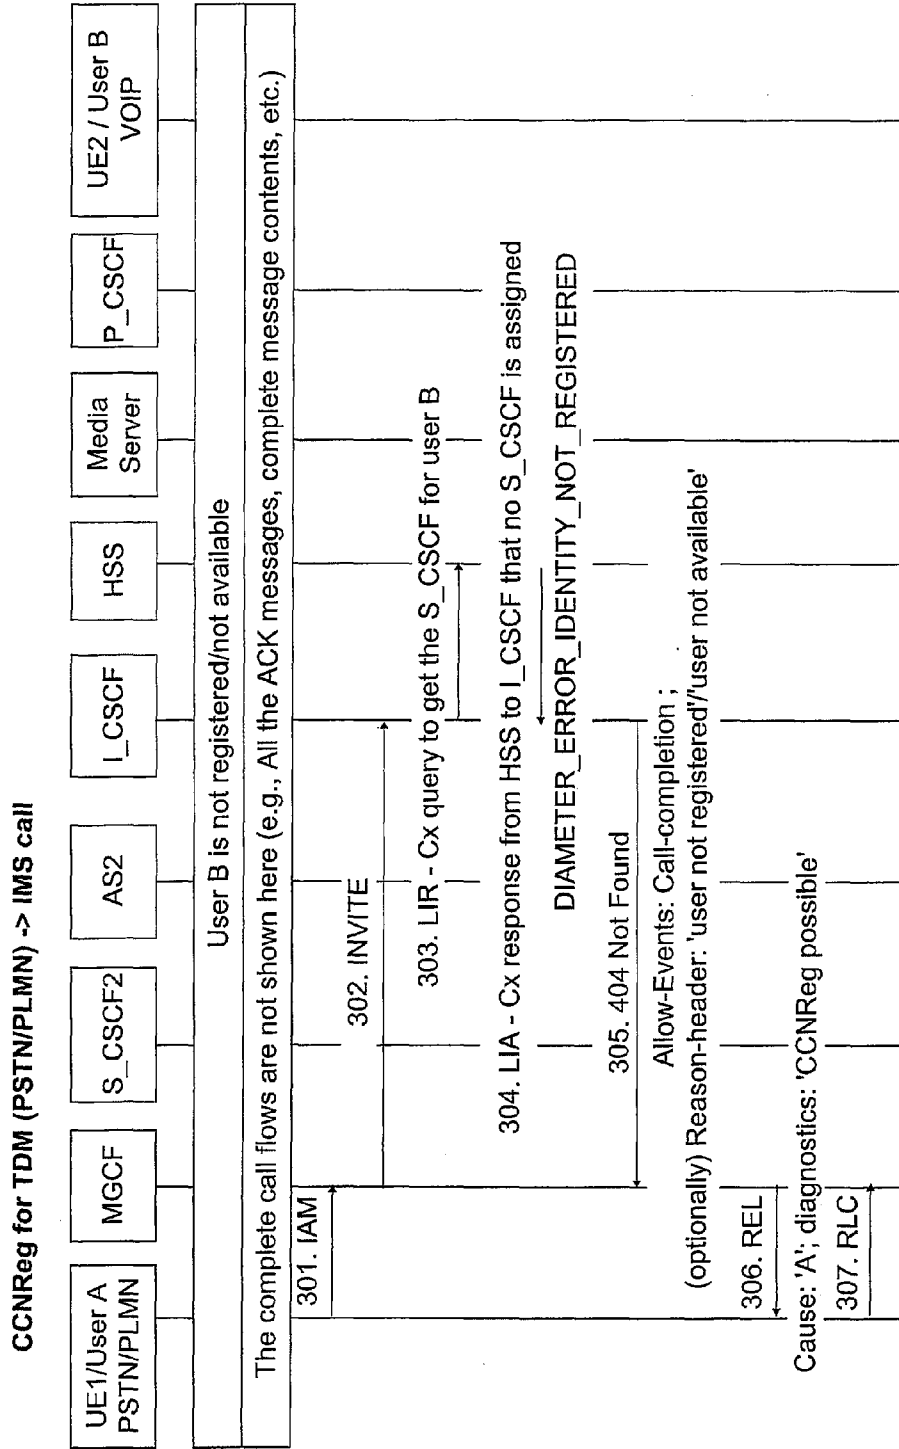 CCNReg for TDM (PSTN/PLMN) -> IMS call
UE1/User A
PSTN/PLMN
MGCF
S_CSCF2
AS2
I_CSCF
HSS
Media
Server
P_CSCF
UE2 / User B
VOIP
User B is not registered/not available
The complete call flows are not shown here (e.g., All the ACK messages, complete message contents, etc.)
301. IAM
302. INVITE
303. LIR - Cx query to get the S_CSCF for user B
304. LIA - Cx response from HSS to I_CSCF that no S_CSCF is assigned
DIAMETER_ERROR_IDENTITY_NOT_REGISTERED
305. 404 Not Found
Allow-Events: Call-completion ;
(optionally) Reason-header: 'user not registered'/'user not available'
306. REL
Cause: 'A'; diagnostics: 'CCNReg possible'
307. RLC